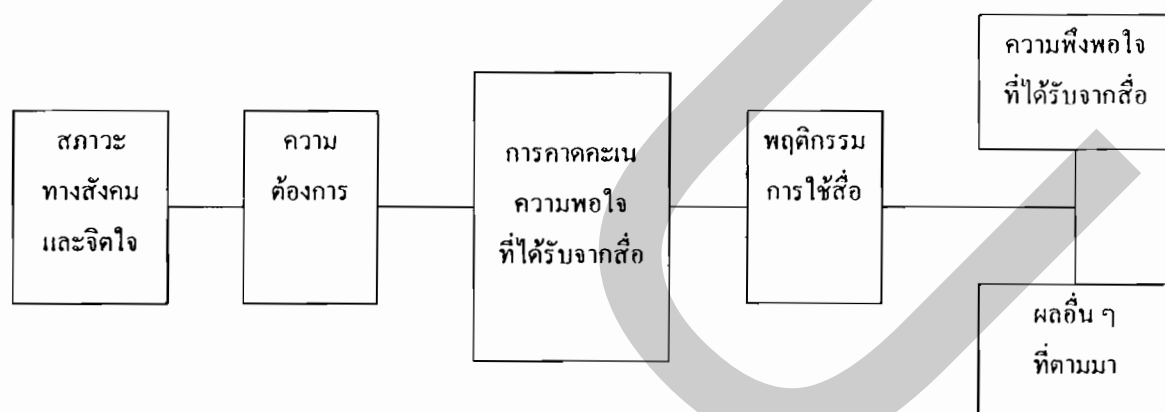 สภาวะ
ทางสังคม
และจิตใจ
ความ
ต้องการ
การคาดคะเน
ความพอใจ
ที่ได้รับจากสื่อ
พฤติกรรม
การใช้สื่อ
ความพึงพอใจ
ที่ได้รับจากสื่อ
ผลอื่น ๆ
ที่ตามมา